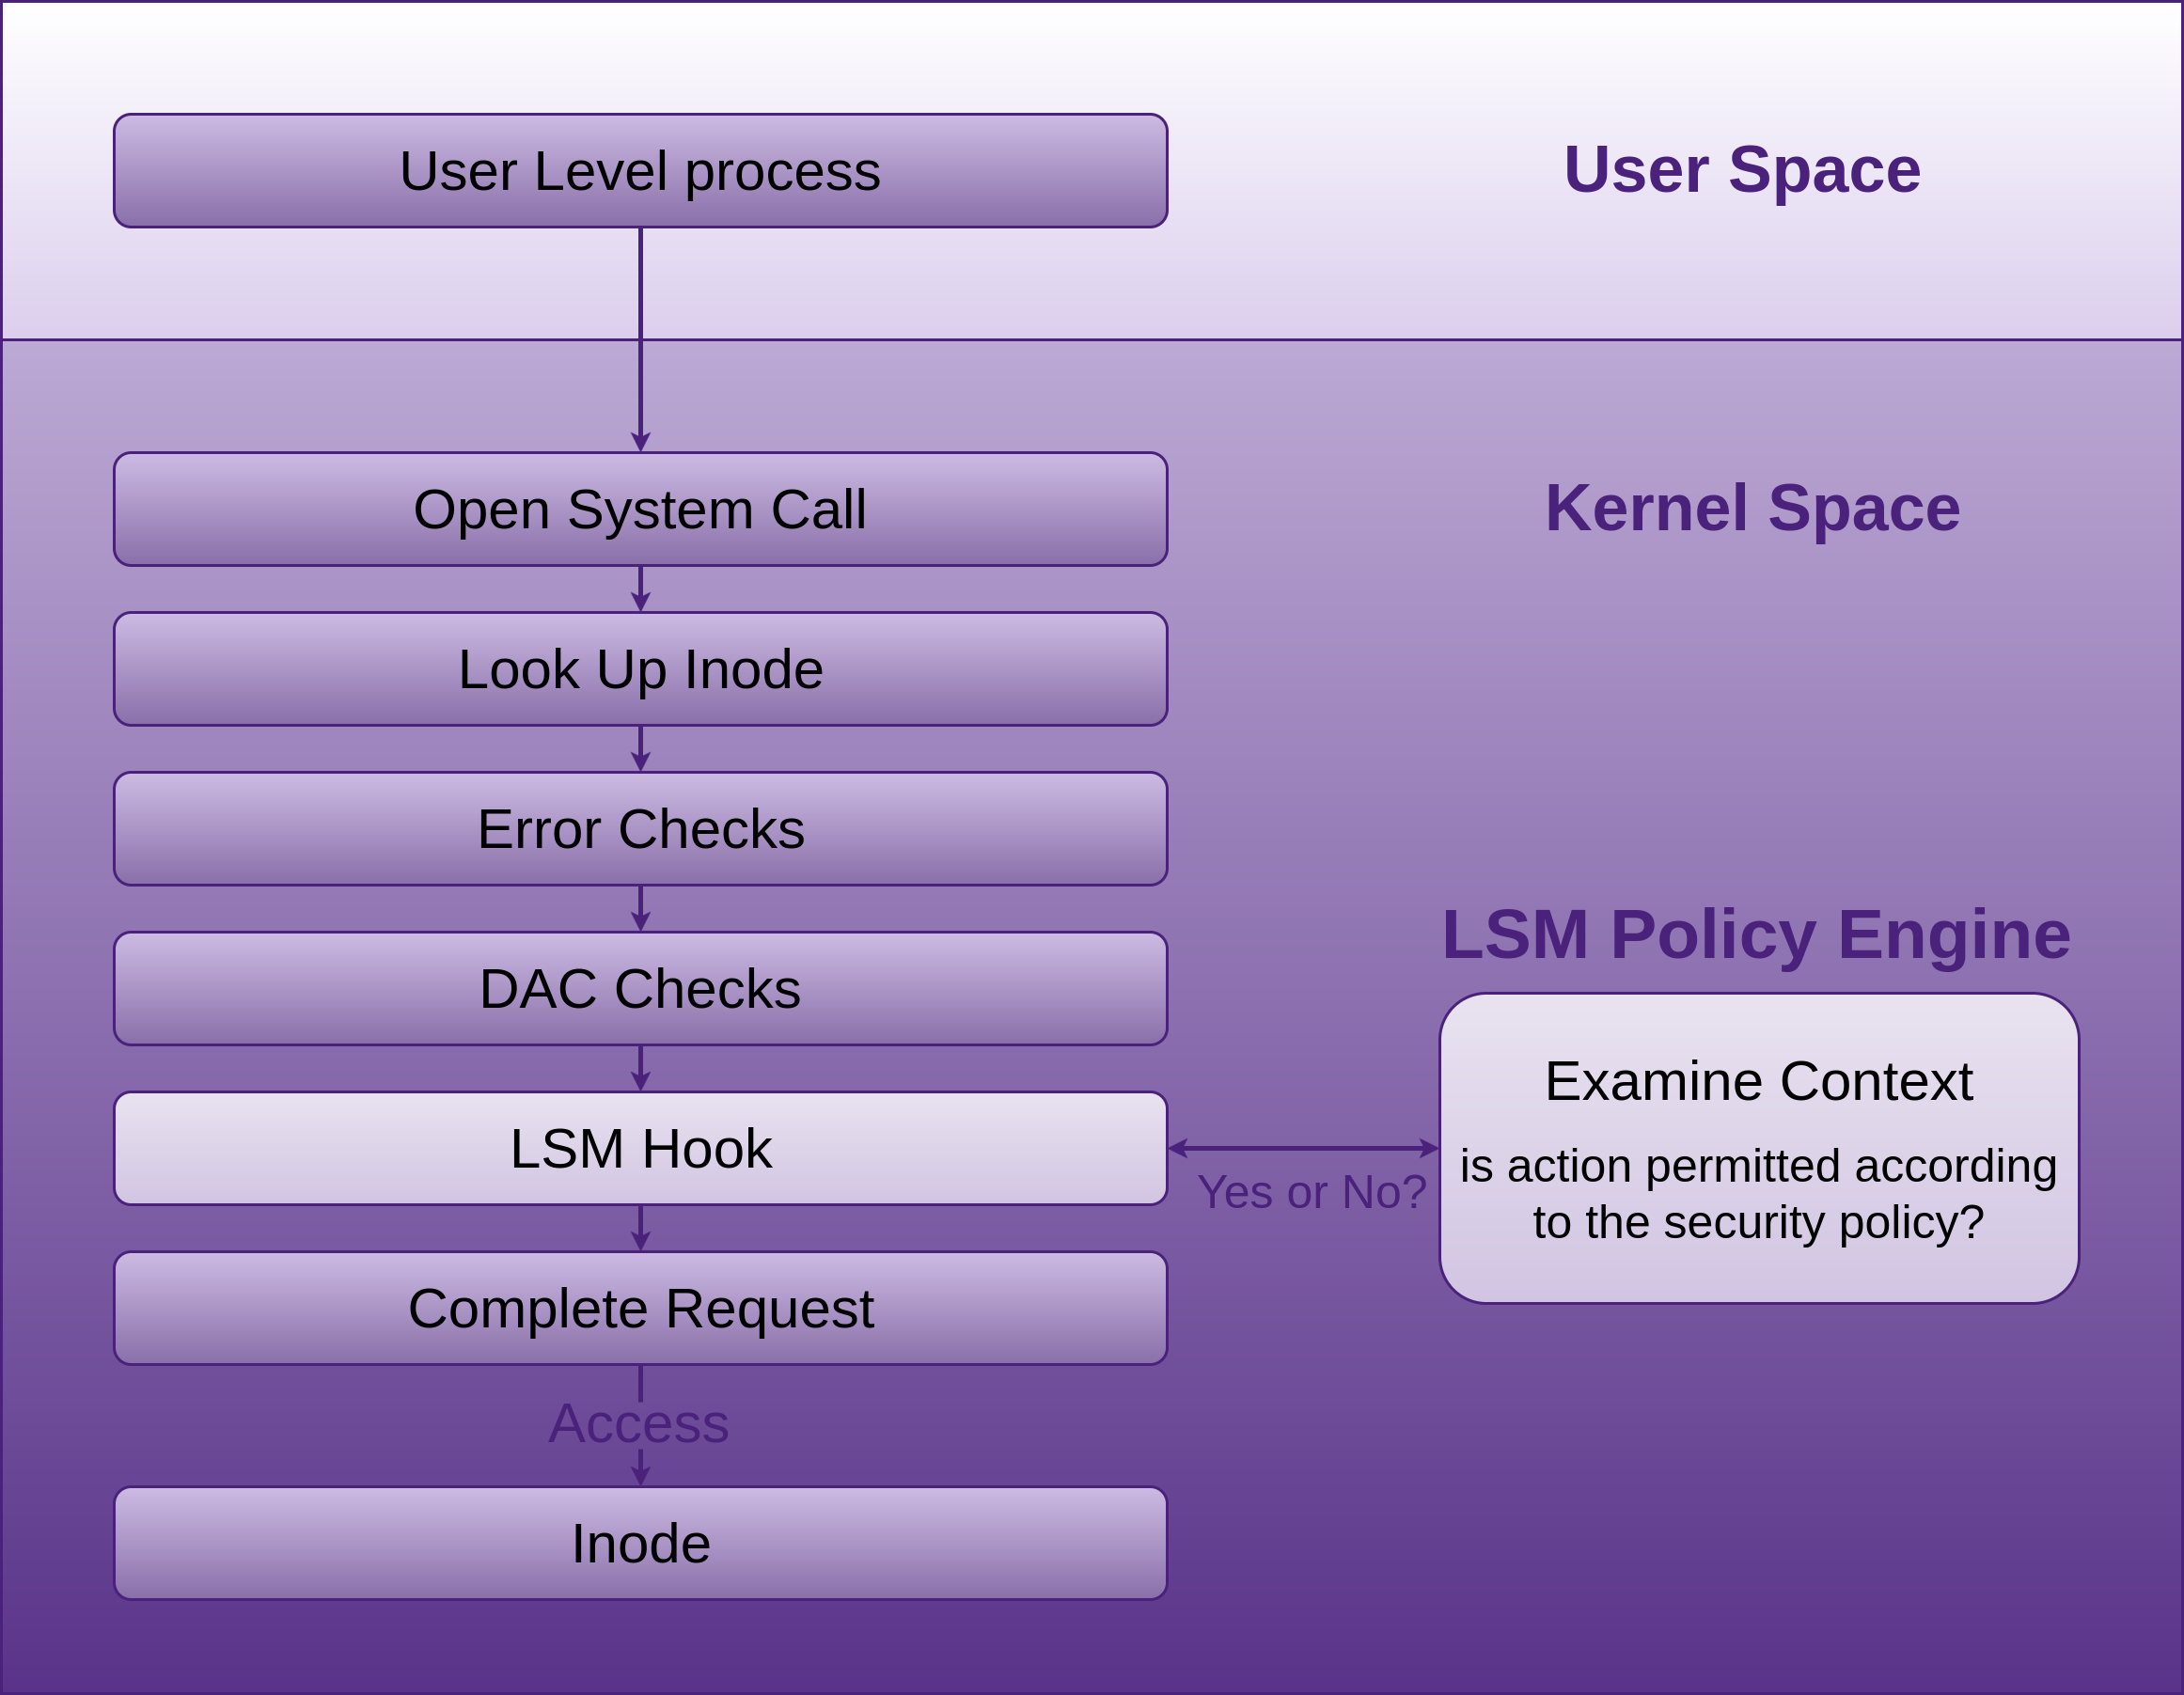 User Level process
User Space
Open System Call
Kernel Space
Look Up Inode
Error Checks
DAC Checks
LSM Policy Engine
Examine Context
is action permitted according
to the security policy?
LSM Hook
Yes or No?
Complete Request
Access
Inode